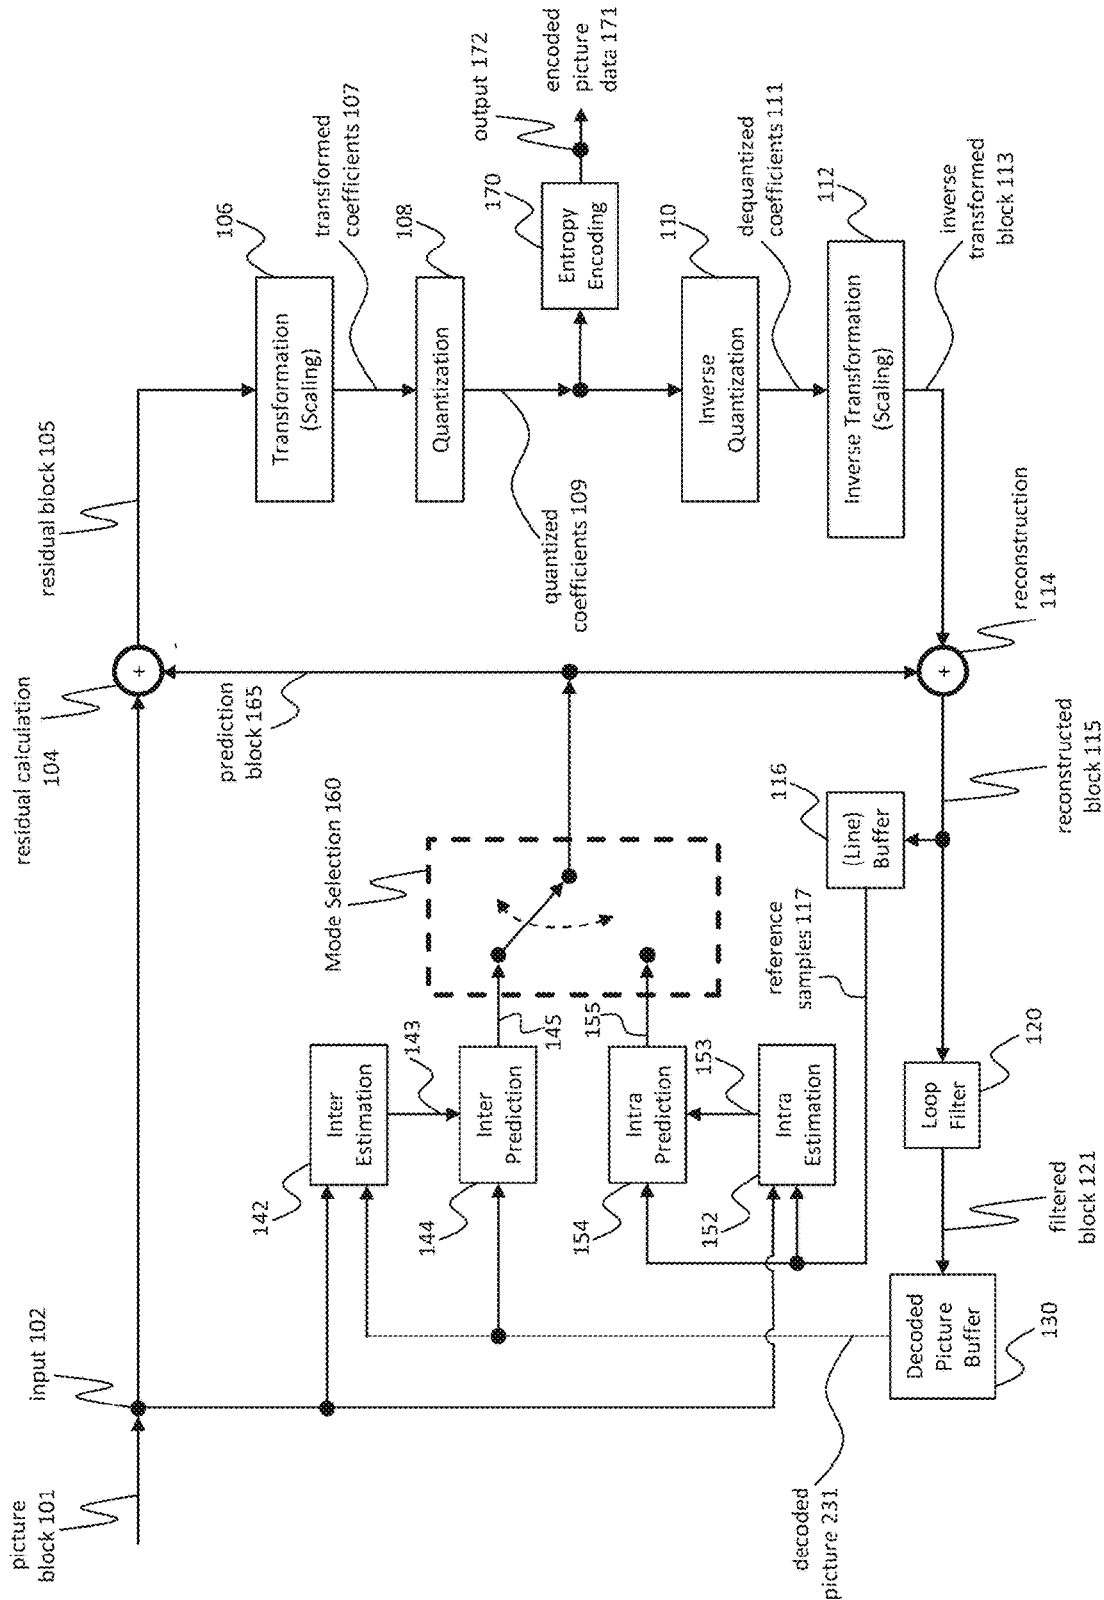 picture
block 101
input 102
residual calculation
104
residual block 105
106
Transformation
(Scaling)
transformed
coefficients 107
108
Quantization
quantized
coefficients 109
170
Entropy
Encoding
output 172
encoded
picture
data 171
110
Inverse
Quantization
dequantized
coefficients 111
112
Inverse Transformation
(Scaling)
inverse
transformed
block 113
reconstruction
114
+
+
prediction
block 165
Mode Selection 160
142
Inter
Estimation
143
144
Inter
Prediction
145
154
Intra
Prediction
155
153
152
Intra
Estimation
reference
samples 117
116
(Line)
Buffer
reconstructed
block 115
120
Loop
Filter
filtered
block 121
Decoded
Picture
Buffer
130
decoded
picture 231